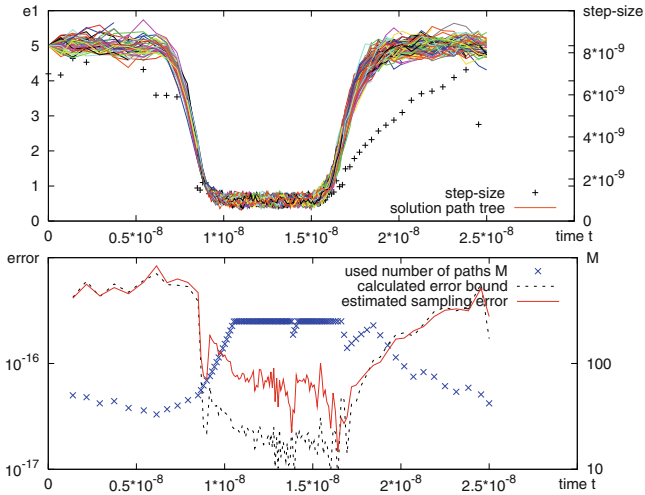 e1 step-size
6 8*10^-9
5 6*10^-9
4 4*10^-9
3 2*10^-9
2 0
1
0
step-size
solution path tree
0 0.5*10^-8 1*10^-8 1.5*10^-8 2*10^-8 2.5*10^-8 time t
error M
used number of paths M
calculated error bound
estimated sampling error
10^-16 100
10^-17 10
0 0.5*10^-8 1*10^-8 1.5*10^-8 2*10^-8 2.5*10^-8 time t